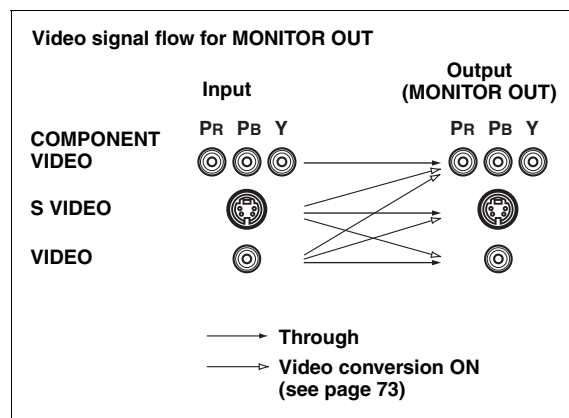 Video signal flow for MONITOR OUT
Input
Output
(MONITOR OUT)
PR PB Y
PR PB Y
COMPONENT
VIDEO
S VIDEO
VIDEO
Through
Video conversion ON
(see page 73)